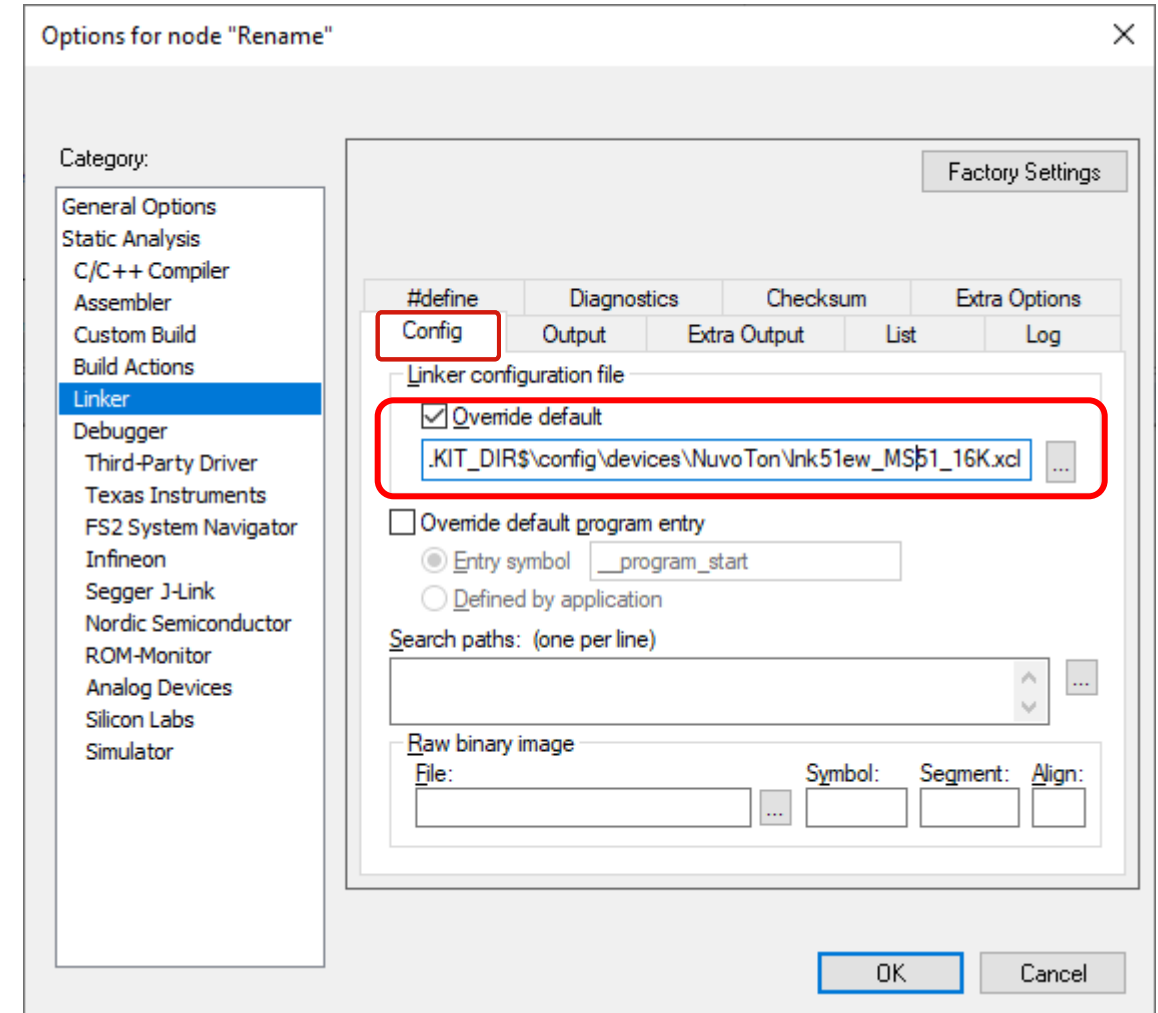 Options for node "Rename"
Category:
Factory Settings
General Options
Static Analysis
C/C++ Compiler
Assembler
Custom Build
Build Actions
Linker
Debugger
Third-Party Driver
Texas Instruments
FS2 System Navigator
Infineon
Segger J-Link
Nordic Semiconductor
ROM-Monitor
Analog Devices
Silicon Labs
Simulator
#define Diagnostics Checksum Extra Options
Config Output Extra Output List Log
Linker configuration file
Override default
.KIT_DIR$\config\devices\NuvoTon\lnk51ew_MS51_16K.xcl ...
Override default program entry
Entry symbol __program_start
Defined by application
Search paths: (one per line)
...
Raw binary image
File: Symbol: Segment: Align:
...
OK Cancel